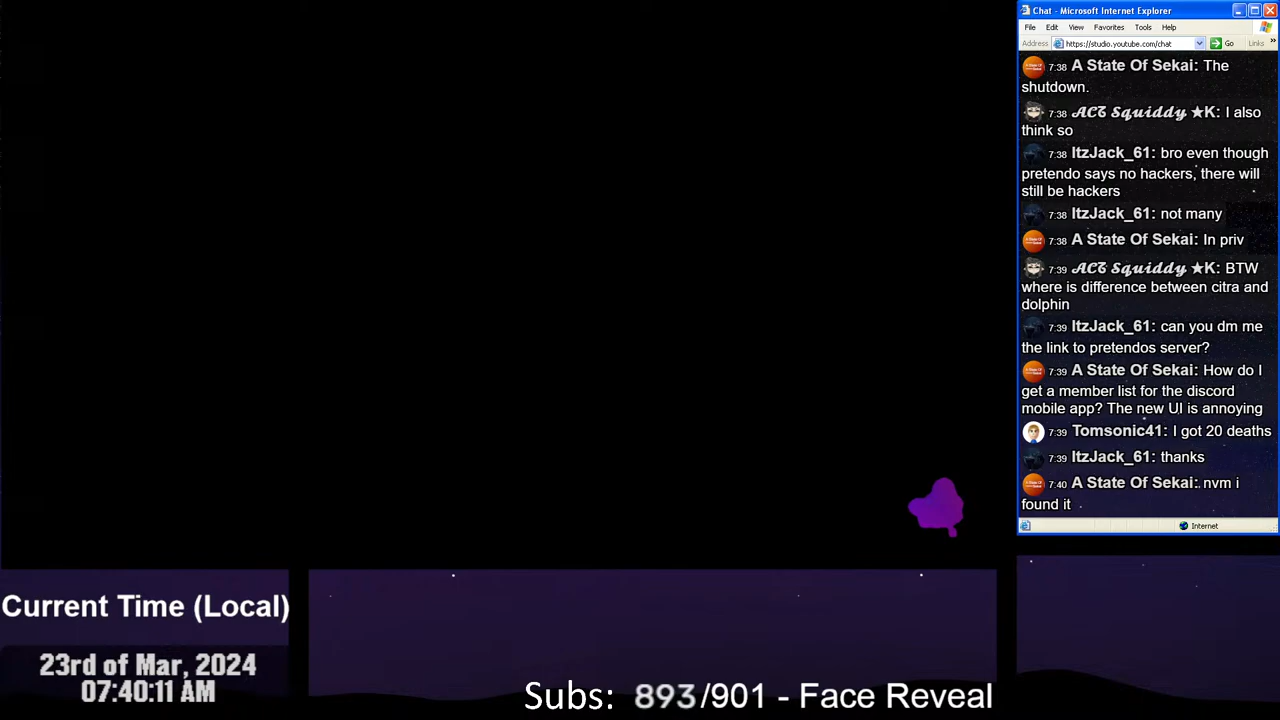 Chat - Microsoft Internet Explorer
File Edit View Favorites Tools Help
Address https://studio.youtube.com/chat Go Links »
7:38 A State Of Sekai: The
shutdown.
7:38 𝓐𝓒𝓣 𝓢𝓺𝓾𝓲𝓭𝓭𝔂 ★K: I also
think so
7:38 ItzJack_61: bro even though
pretendo says no hackers, there will
still be hackers
7:38 ItzJack_61: not many
7:38 A State Of Sekai: In priv
7:39 𝓐𝓒𝓣 𝓢𝓺𝓾𝓲𝓭𝓭𝔂 ★K: BTW
where is difference between citra and
dolphin
7:39 ItzJack_61: can you dm me
the link to pretendos server?
7:39 A State Of Sekai: How do I
get a member list for the discord
mobile app? The new UI is annoying
7:39 Tomsonic41: I got 20 deaths
7:39 ItzJack_61: thanks
7:40 A State Of Sekai: nvm i
found it
Internet
Current Time (Local)
23rd of Mar, 2024
07:40:11 AM
Subs: 893/901 - Face Reveal